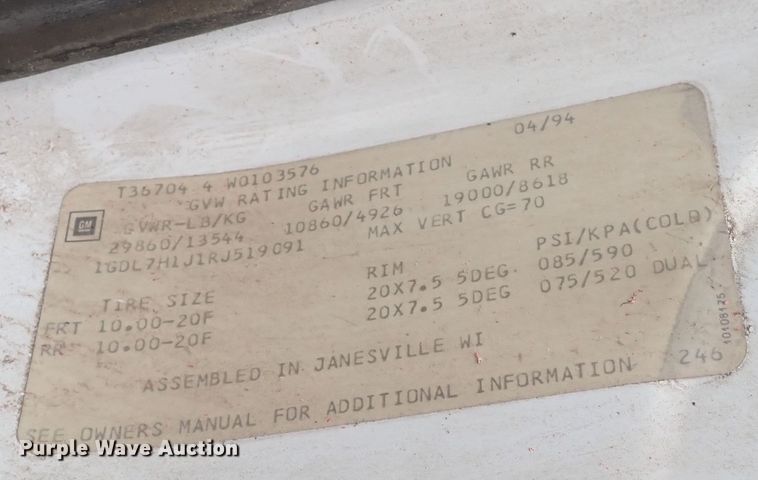 04/94
T36704 4 W0103576
GVW RATING INFORMATION
GM
GVWR-LB/KG GAWR FRT GAWR RR
29860/13544 10860/4926 19000/8618
1GDL7H1J1RJ519091 MAX VERT CG=70
TIRE SIZE RIM PSI/KPA(COLD)
FRT 10.00-20F 20X7.5 5DEG 085/590
RR 10.00-20F 20X7.5 5DEG 075/520 DUAL
ASSEMBLED IN JANESVILLE WI
SEE OWNERS MANUAL FOR ADDITIONAL INFORMATION 246
10108125
Purple Wave Auction